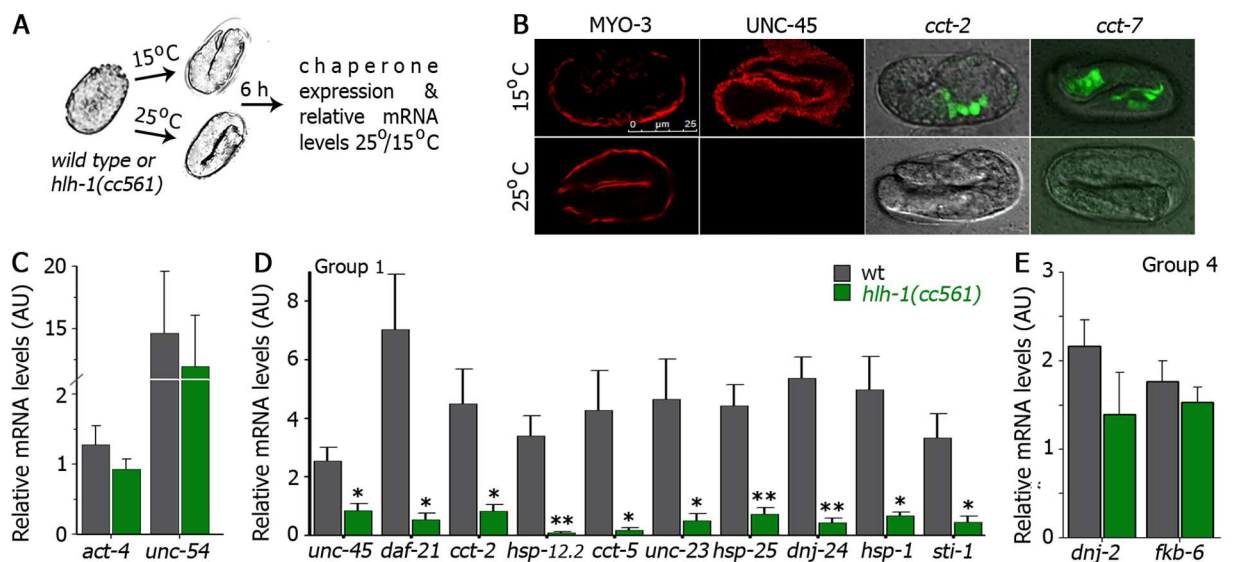 A
15°C
25°C
6 h
wild type or
hlh-1(cc561)
chaperone
expression &
relative mRNA
levels 25°/15°C
B
MYO-3
UNC-45
cct-2
cct-7
15°C
0 µm 25
25°C
C
Relative mRNA levels (AU)
20
15
10
2
1
0
act-4
unc-54
D
Group 1
Relative mRNA levels (AU)
8
6
4
2
0
wt
hlh-1(cc561)
*
*
*
**
*
*
**
**
*
*
unc-45
daf-21
cct-2
hsp-12.2
cct-5
unc-23
hsp-25
dnj-24
hsp-1
sti-1
E
Group 4
Relative mRNA levels (AU)
3
2
1
0
dnj-2
fkb-6